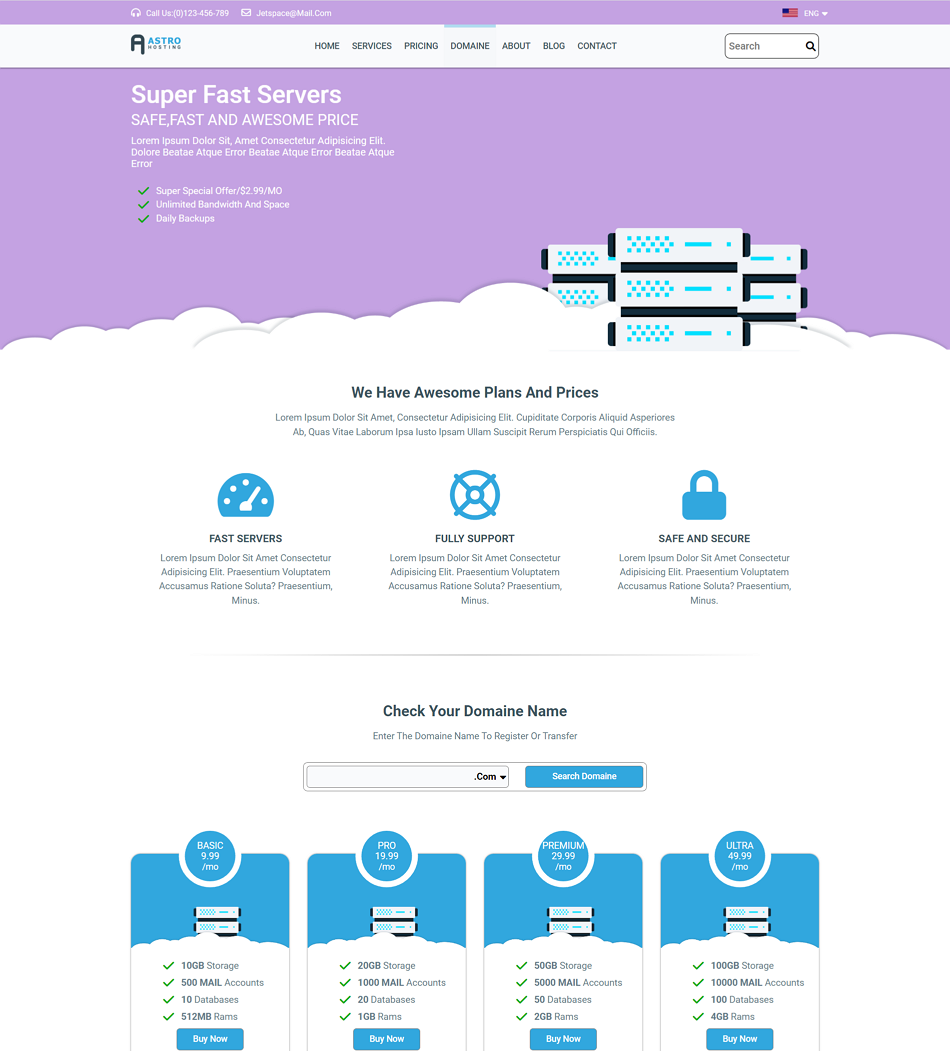 Call Us:(0)123-456-789 Jetspace@Mail.Com ENG
ASTRO
HOSTING
HOME SERVICES PRICING DOMAINE ABOUT BLOG CONTACT Search
Super Fast Servers
SAFE,FAST AND AWESOME PRICE
Lorem Ipsum Dolor Sit, Amet Consectetur Adipisicing Elit.
Dolore Beatae Atque Error Beatae Atque Error Beatae Atque
Error
Super Special Offer/$2.99/MO
Unlimited Bandwidth And Space
Daily Backups
We Have Awesome Plans And Prices
Lorem Ipsum Dolor Sit Amet, Consectetur Adipisicing Elit. Cupiditate Corporis Aliquid Asperiores
Ab, Quas Vitae Laborum Ipsa Iusto Ipsam Ullam Suscipit Rerum Perspiciatis Qui Officiis.
FAST SERVERS
Lorem Ipsum Dolor Sit Amet Consectetur
Adipisicing Elit. Praesentium Voluptatem
Accusamus Ratione Soluta? Praesentium,
Minus.
FULLY SUPPORT
Lorem Ipsum Dolor Sit Amet Consectetur
Adipisicing Elit. Praesentium Voluptatem
Accusamus Ratione Soluta? Praesentium,
Minus.
SAFE AND SECURE
Lorem Ipsum Dolor Sit Amet Consectetur
Adipisicing Elit. Praesentium Voluptatem
Accusamus Ratione Soluta? Praesentium,
Minus.
Check Your Domaine Name
Enter The Domaine Name To Register Or Transfer
.Com Search Domaine
BASIC
9.99
/mo
10GB Storage
500 MAIL Accounts
10 Databases
512MB Rams
Buy Now
PRO
19.99
/mo
20GB Storage
1000 MAIL Accounts
20 Databases
1GB Rams
Buy Now
PREMIUM
29.99
/mo
50GB Storage
5000 MAIL Accounts
50 Databases
2GB Rams
Buy Now
ULTRA
49.99
/mo
100GB Storage
10000 MAIL Accounts
100 Databases
4GB Rams
Buy Now